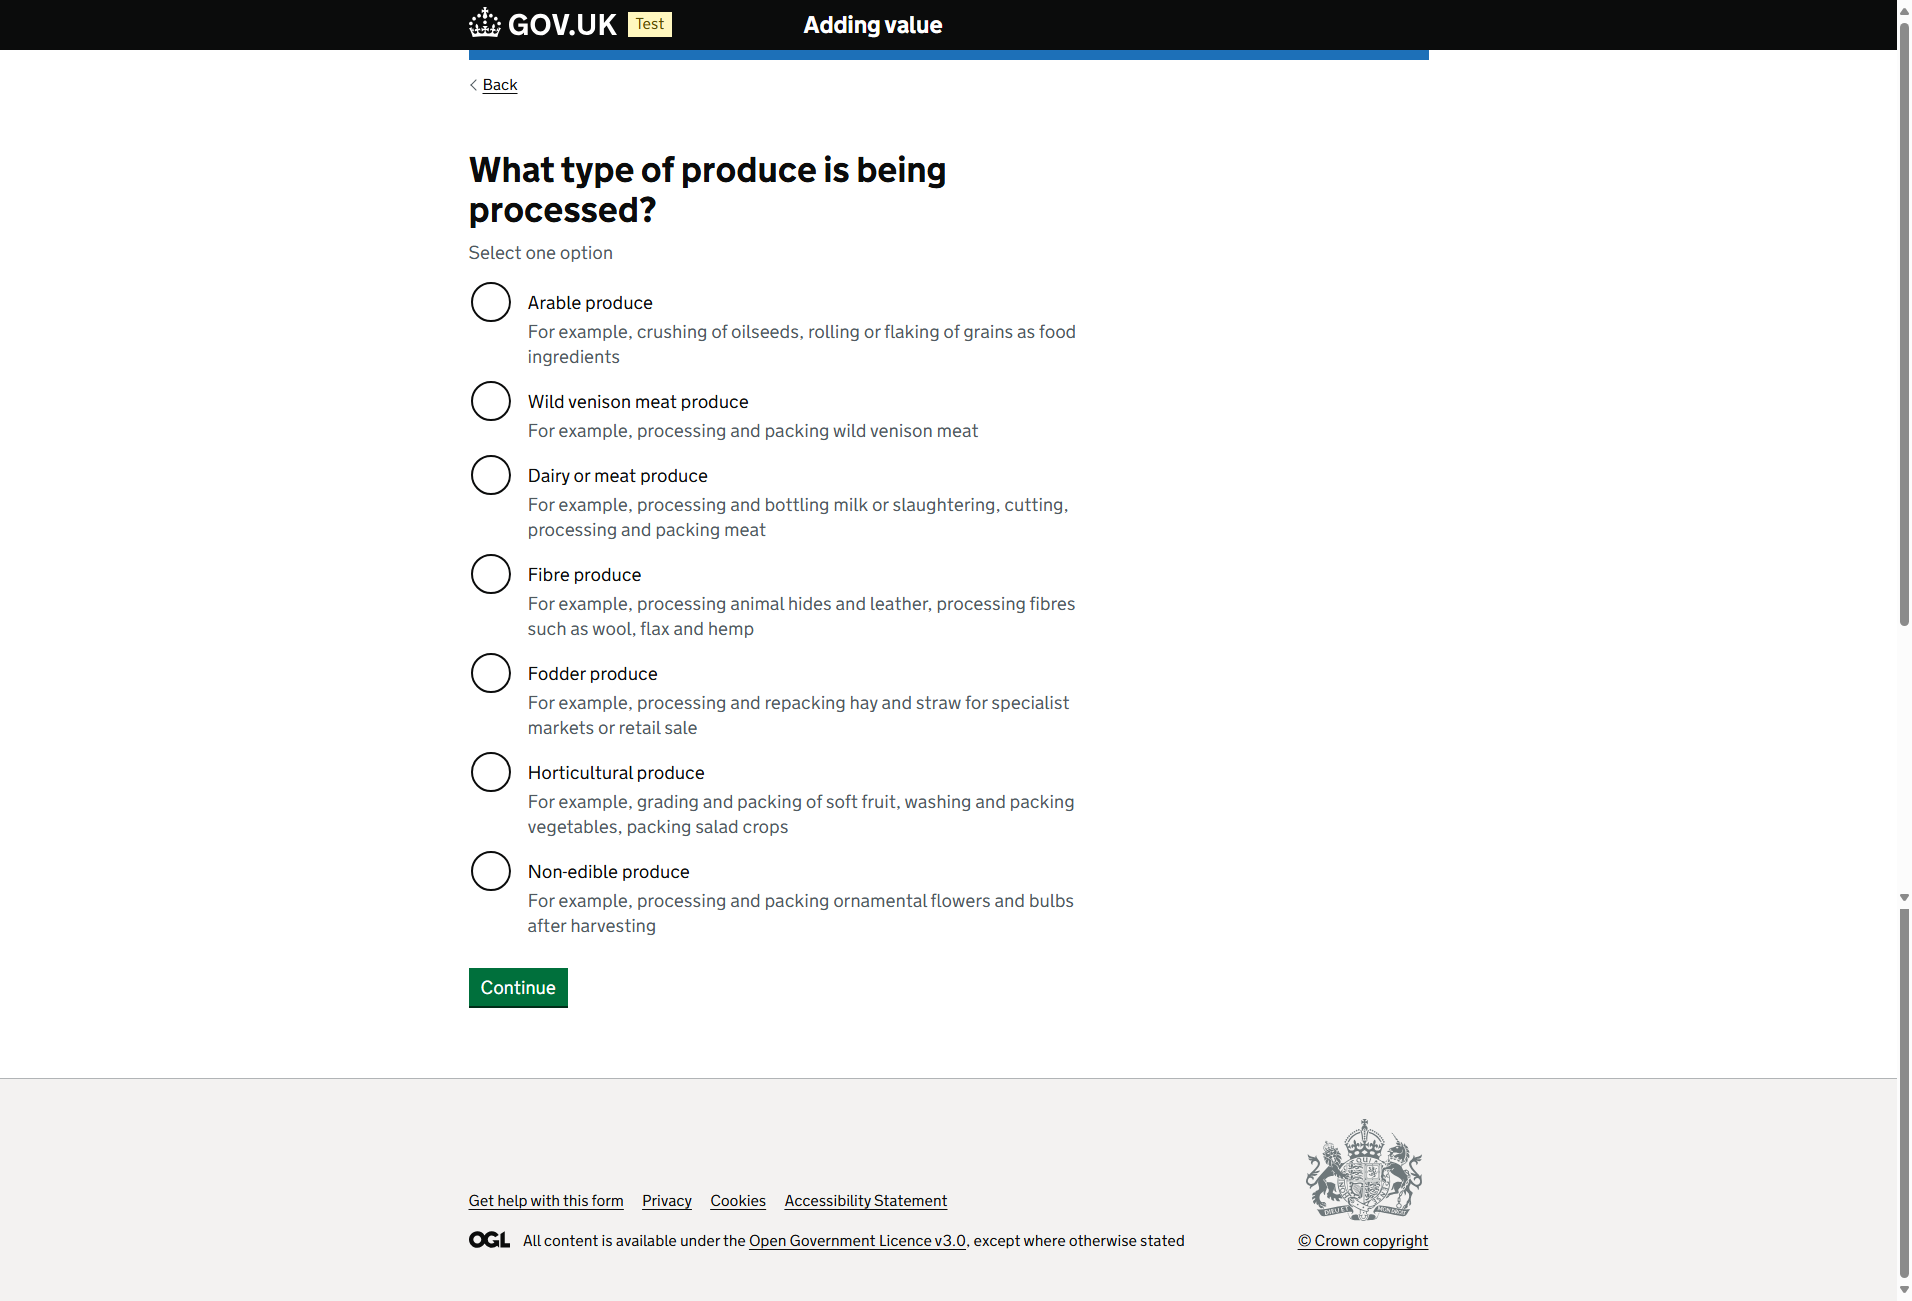 GOV.UK Test Adding value
Back
What type of produce is being
processed?
Select one option
Arable produce
For example, crushing of oilseeds, rolling or flaking of grains as food
ingredients
Wild venison meat produce
For example, processing and packing wild venison meat
Dairy or meat produce
For example, processing and bottling milk or slaughtering, cutting,
processing and packing meat
Fibre produce
For example, processing animal hides and leather, processing fibres
such as wool, flax and hemp
Fodder produce
For example, processing and repacking hay and straw for specialist
markets or retail sale
Horticultural produce
For example, grading and packing of soft fruit, washing and packing
vegetables, packing salad crops
Non-edible produce
For example, processing and packing ornamental flowers and bulbs
after harvesting
Continue
Get help with this form Privacy Cookies Accessibility Statement
OGL All content is available under the Open Government Licence v3.0, except where otherwise stated
© Crown copyright